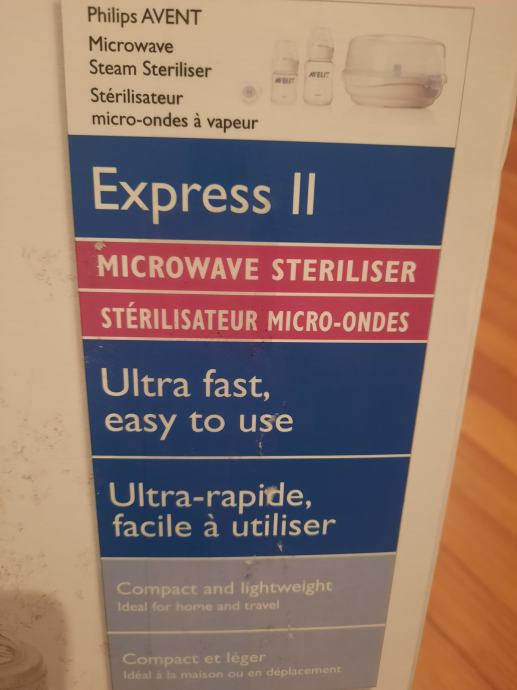 Philips AVENT
Microwave
Steam Steriliser
Stérilisateur
micro-ondes à vapeur
AVENT
AVENT
Express II
MICROWAVE STERILISER
STÉRILISATEUR MICRO-ONDES
Ultra fast,
easy to use
Ultra-rapide,
facile à utiliser
Compact and lightweight
Ideal for home and travel
Compact et léger
Idéal à la maison ou en déplacement